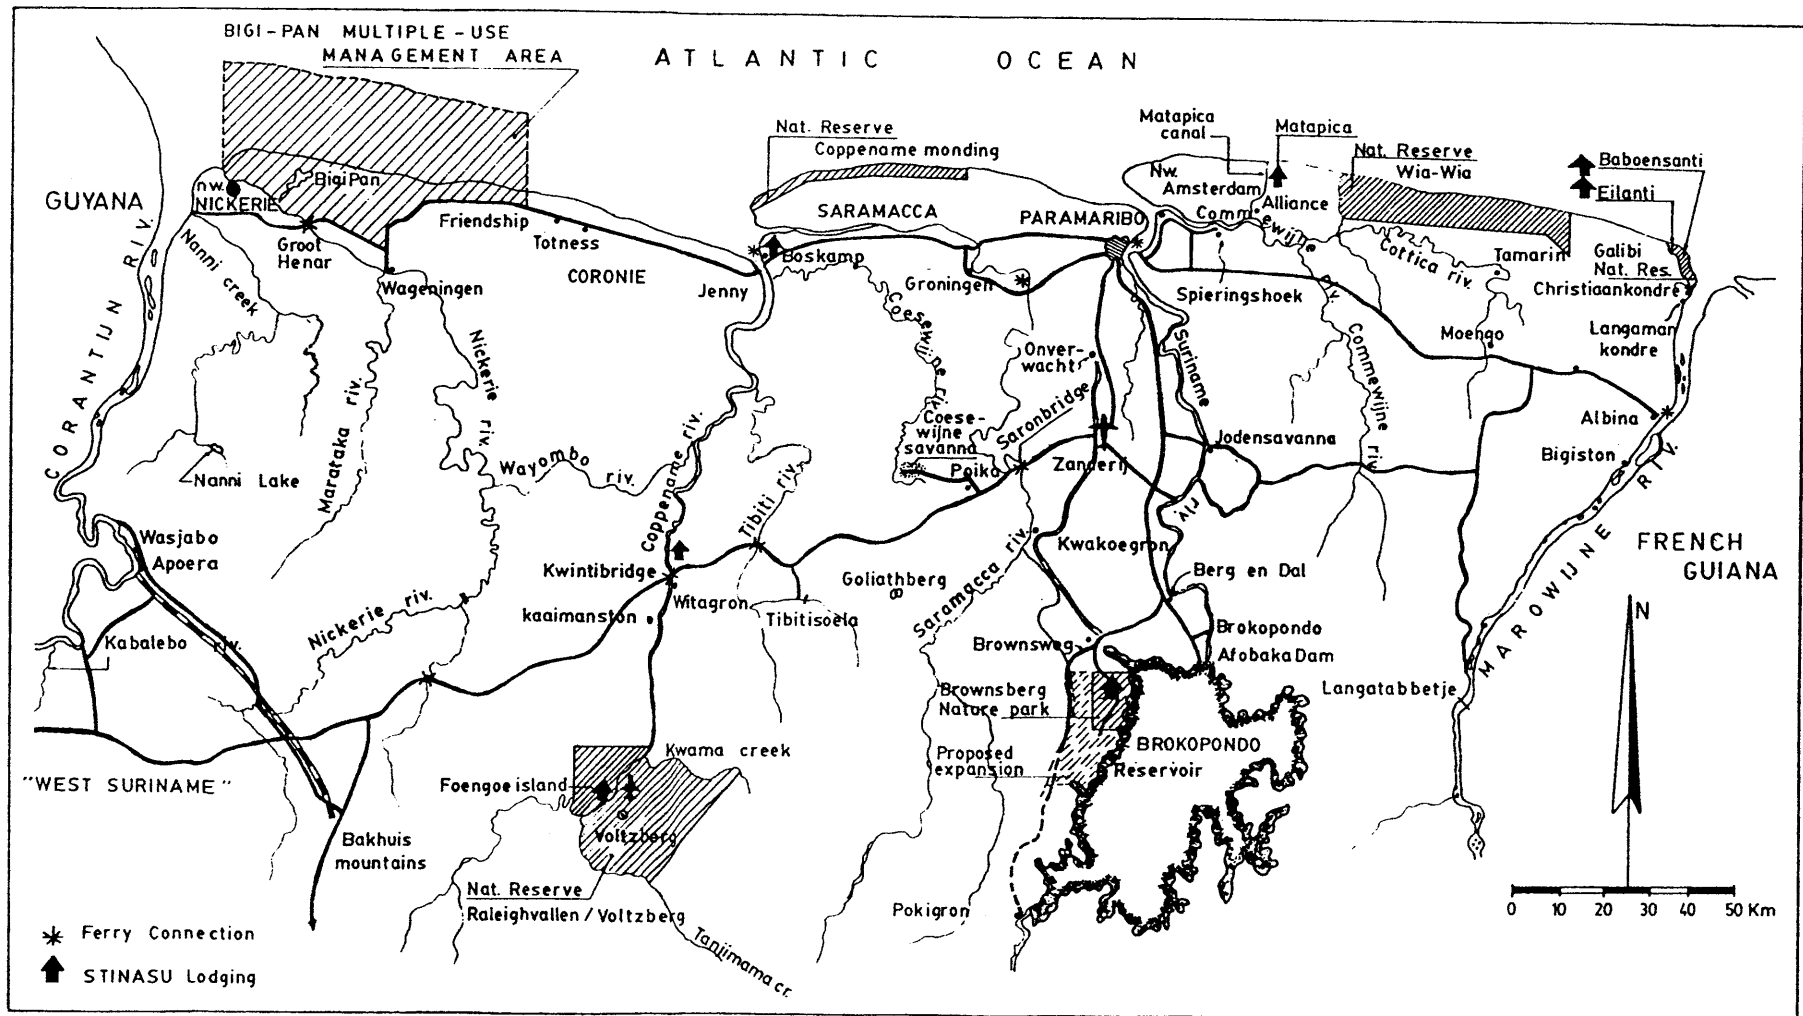 BIGI-PAN MULTIPLE-USE
MANAGEMENT AREA
ATLANTIC OCEAN
Nat. Reserve
Coppename monding
Matapica
canal
Matapica
Nat. Reserve
Wia-Wia
Baboensanti
Eilanti
GUYANA
nw.
NICKERIE
BigiPan
Groot
Henar
Friendship
Totness
CORONIE
Wageningen
Jenny
Boskamp
SARAMACCA
Groningen
PARAMARIBO
Nw.
Amsterdam
Alliance
Commewijne
Riv.
Spieringshoek
Cottica riv.
Tamarin
Galibi
Nat. Res.
Christiaankondre
Langaman
kondre
CORANTIJN RIV.
Nanni creek
Marataka riv.
Nickerie riv.
Nanni Lake
Wayombo riv.
Coppename riv.
Tibiti riv.
Coesewijne riv.
Coese-
wijne
savanna
Poika
Onver-
wacht
Saronbridge
Zanderij
Suriname
riv
Jodensavanna
Commewijne
riv.
Moengo
Albina
Bigiston
MAROWIJNE RIV.
FRENCH
GUIANA
Wasjabo
Apoera
Kabalebo riv.
Nickerie riv.
Kwintibridge
Witagron
kaaimanston
Tibitisoela
Goliathberg
Saramacca riv.
Kwakoegron
Berg en Dal
Brownsweg
Brokopondo
Afobaka Dam
Langatabbetje
Brownsberg
Nature park
Proposed
expansion
BROKOPONDO
Reservoir
"WEST SURINAME"
Bakhuis
mountains
Kwama creek
Foengoe island
Voltzberg
Nat. Reserve
Raleighvallen / Voltzberg
Tanjimama cr.
Pokigron
N
0 10 20 30 40 50 Km
Ferry Connection
STINASU Lodging